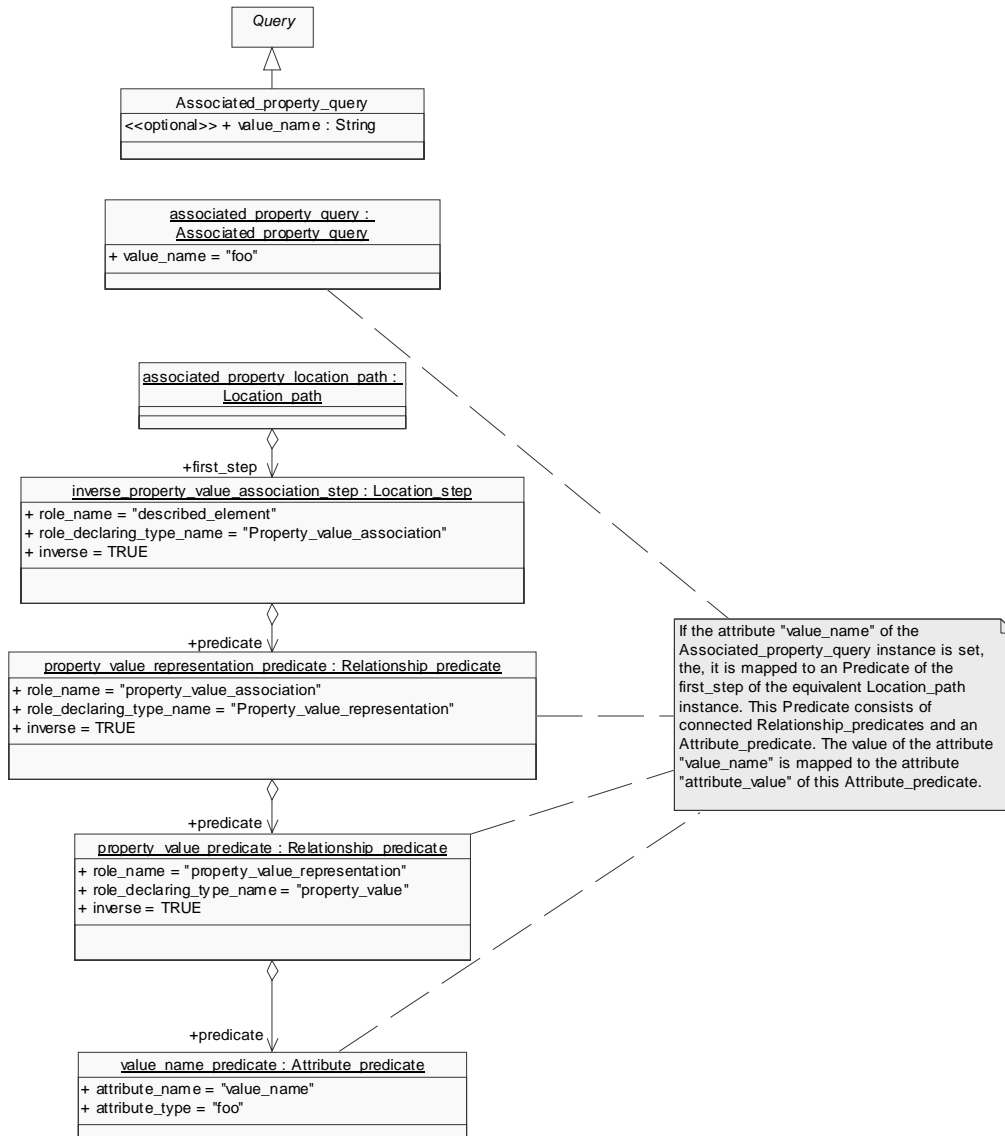 Query
Associated_property_query
<<optional>> + value_name : String
associated_property_query :
Associated_property_query
+ value_name = "foo"
associated_property_location_path :
Location_path
+first_step
inverse_property_value_association_step : Location_step
+ role_name = "described_element"
+ role_declaring_type_name = "Property_value_association"
+ inverse = TRUE
+predicate
property_value_representation_predicate : Relationship_predicate
+ role_name = "property_value_association"
+ role_declaring_type_name = "Property_value_representation"
+ inverse = TRUE
If the attribute "value_name" of the
Associated_property_query instance is set,
the, it is mapped to an Predicate of the
first_step of the equivalent Location_path
instance. This Predicate consists of
connected Relationship_predicates and an
Attribute_predicate. The value of the attribute
"value_name" is mapped to the attribute
"attribute_value" of this Attribute_predicate.
+predicate
property_value_predicate : Relationship_predicate
+ role_name = "property_value_representation"
+ role_declaring_type_name = "property_value"
+ inverse = TRUE
+predicate
value_name_predicate : Attribute_predicate
+ attribute_name = "value_name"
+ attribute_type = "foo"